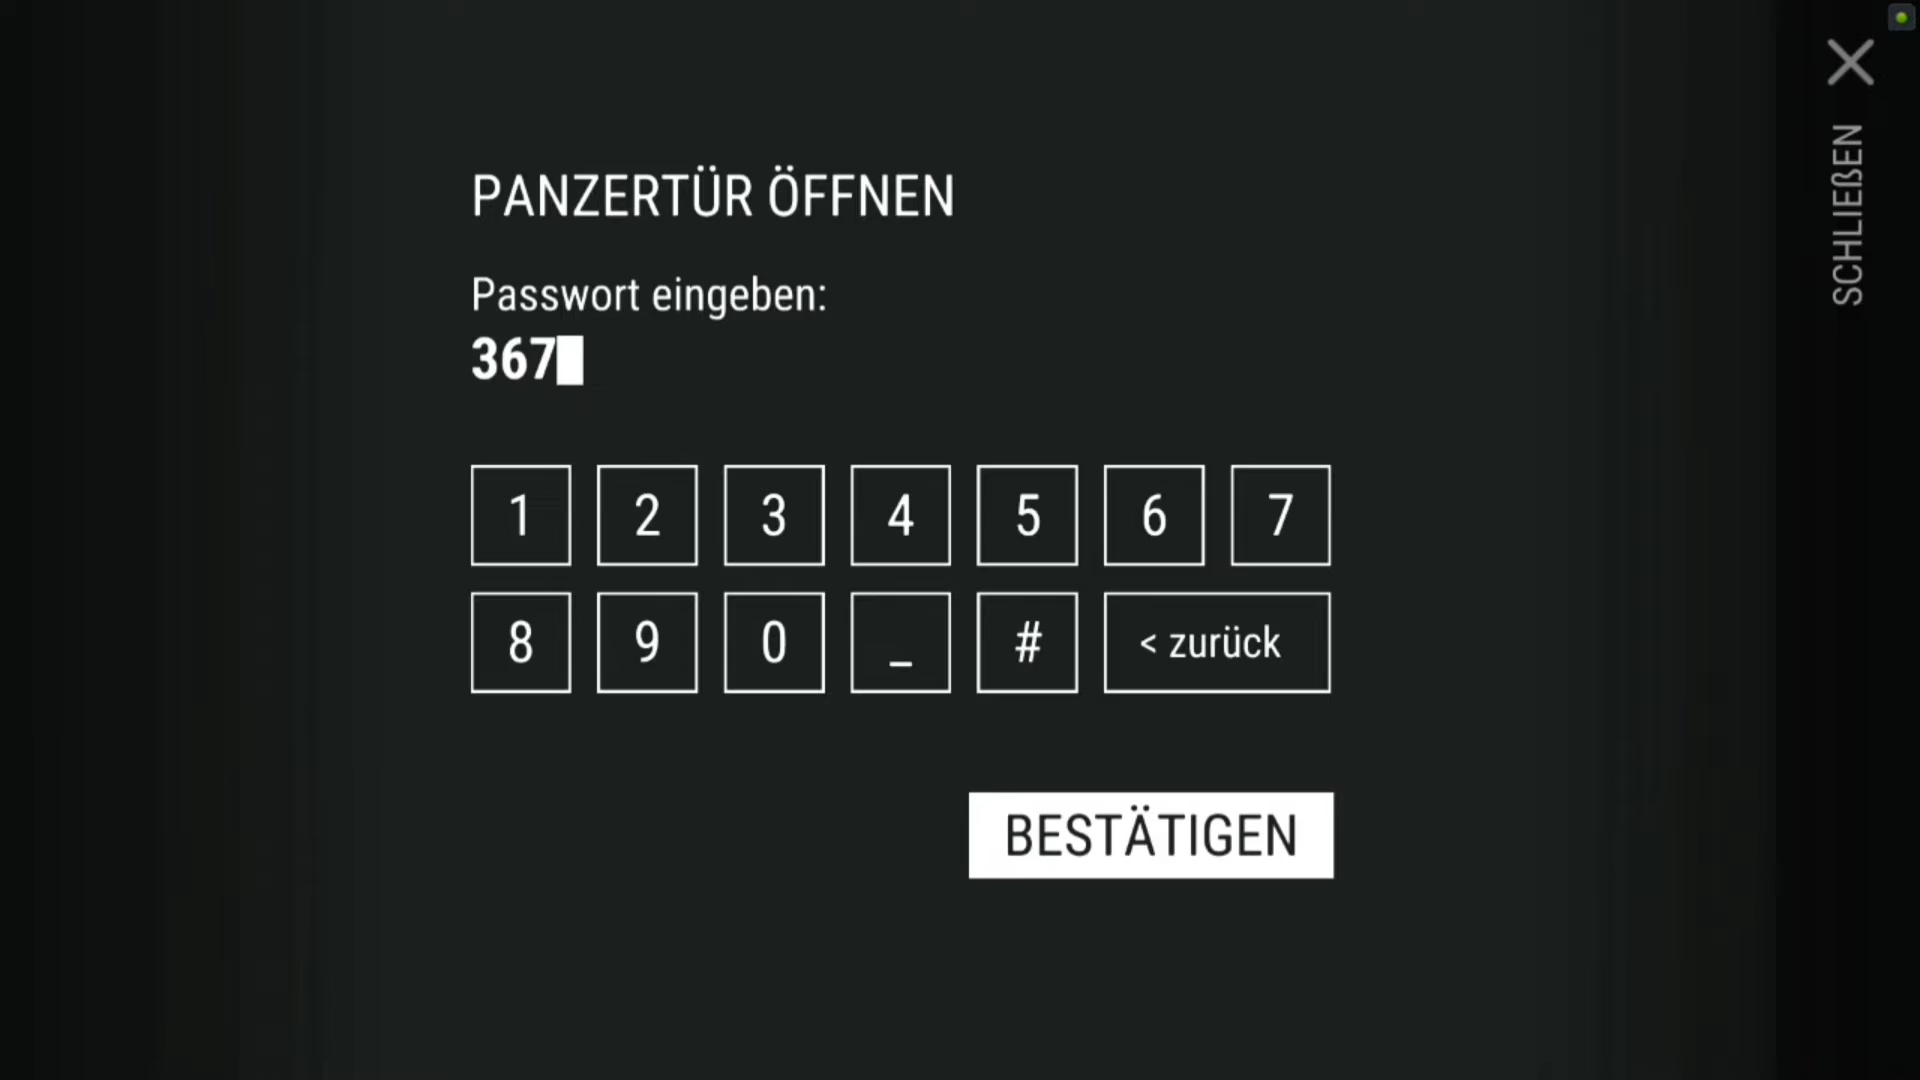 PANZERTÜR ÖFFNEN
Passwort eingeben:
367
1 2 3 4 5 6 7
8 9 0 _ # < zurück
BESTÄTIGEN
SCHLIEßEN